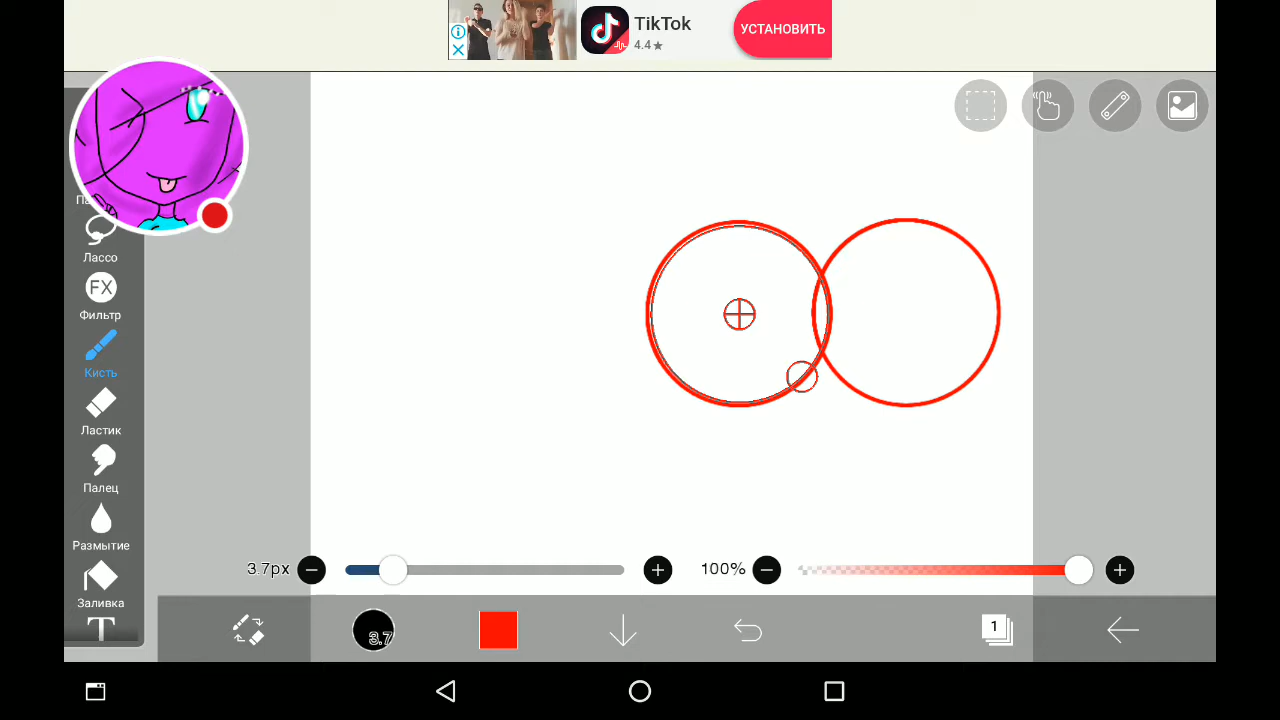 TikTok
4.4★
УСТАНОВИТЬ
Лассо
FX
Фильтр
Кисть
Ластик
Палец
Размытие
Заливка
T
3.7px
100%
3.7
1